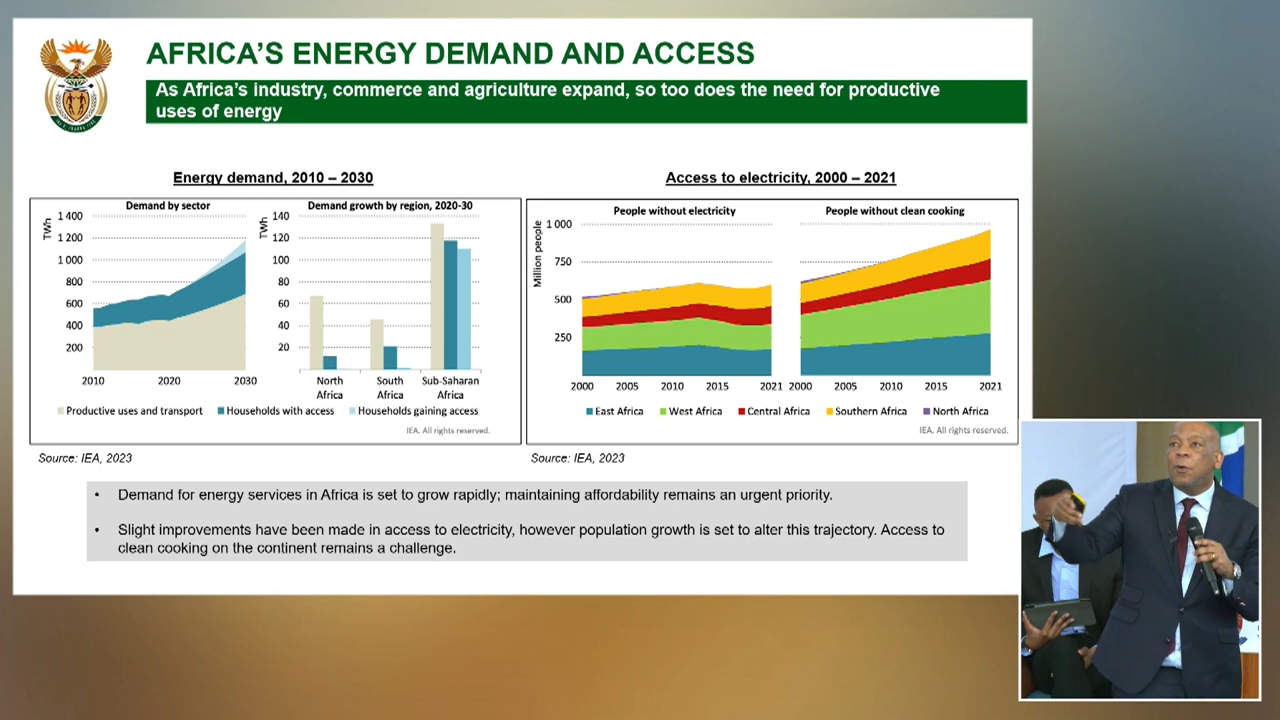 AFRICA'S ENERGY DEMAND AND ACCESS
As Africa's industry, commerce and agriculture expand, so too does the need for productive
uses of energy
Energy demand, 2010 – 2030
Demand by sector
TWh
1 400
1 200
1 000
800
600
400
200
2010
2020
2030
Demand growth by region, 2020-30
TWh
140
120
100
80
60
40
20
North
Africa
South
Africa
Sub-Saharan
Africa
Productive uses and transport
Households with access
Households gaining access
IEA. All rights reserved.
Source: IEA, 2023
Access to electricity, 2000 – 2021
People without electricity
People without clean cooking
Million people
1 000
750
500
250
2000
2005
2010
2015
2021
2000
2005
2010
2015
2021
East Africa
West Africa
Central Africa
Southern Africa
North Africa
IEA. All rights reserved.
Source: IEA, 2023
• Demand for energy services in Africa is set to grow rapidly; maintaining affordability remains an urgent priority.
• Slight improvements have been made in access to electricity, however population growth is set to alter this trajectory. Access to
clean cooking on the continent remains a challenge.